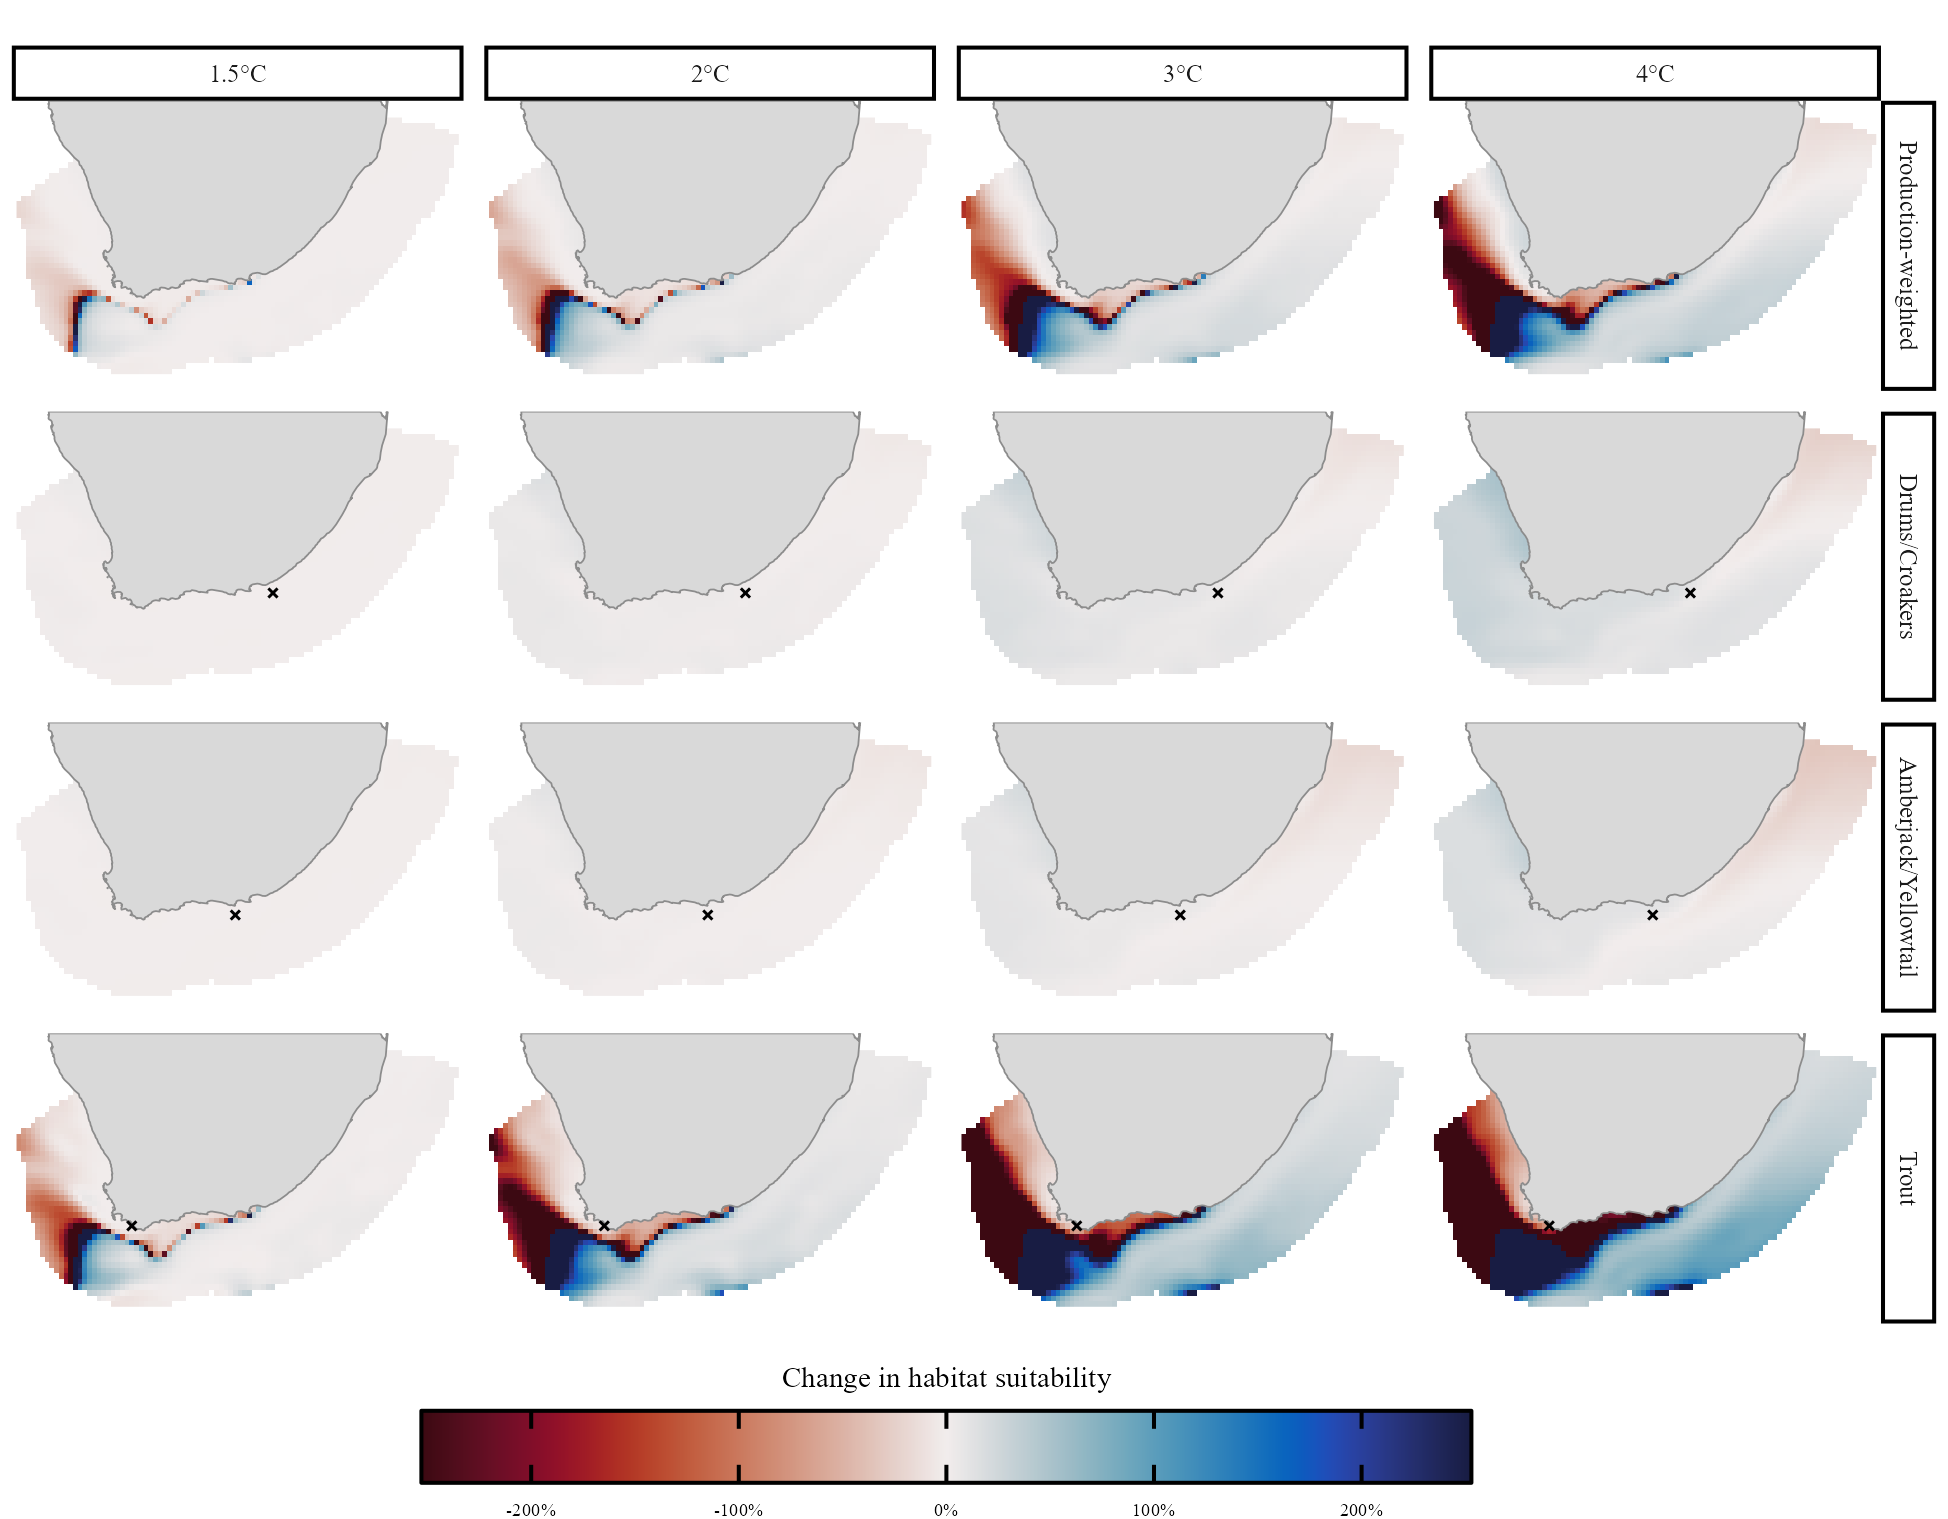 1.5°C
2°C
3°C
4°C
Production-weighted
Drums/Croakers
Amberjack/Yellowtail
Trout
Change in habitat suitability
-200%
-100%
0%
100%
200%